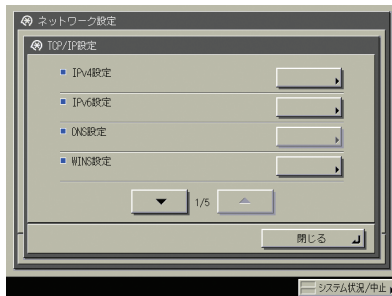 ネットワーク設定
TCP/IP設定
IPv4設定
IPv6設定
DNS設定
WINS設定
1/5
閉じる
システム状況/中止